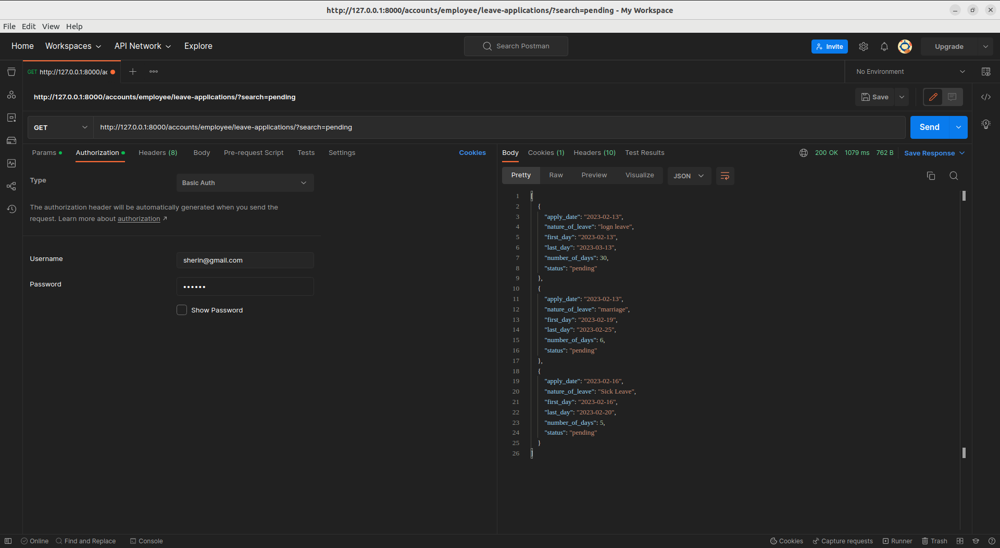 http://127.0.0.1:8000/accounts/employee/leave-applications/?search=pending - My Workspace
File Edit View Help
Home Workspaces API Network Explore Search Postman Invite Upgrade
GET http://127.0.0.1:8000/ac No Environment
http://127.0.0.1:8000/accounts/employee/leave-applications/?search=pending Save
GET http://127.0.0.1:8000/accounts/employee/leave-applications/?search=pending Send
Params Authorization Headers (8) Body Pre-request Script Tests Settings Cookies
Type Basic Auth
The authorization header will be automatically generated when you send the
request. Learn more about authorization ↗
Username sherin@gmail.com
Password ••••••
Show Password
Body Cookies (1) Headers (10) Test Results 200 OK 1079 ms 762 B Save Response
Pretty Raw Preview Visualize JSON
1 [
2 {
3 "apply_date": "2023-02-13",
4 "nature_of_leave": "logn leave",
5 "first_day": "2023-02-13",
6 "last_day": "2023-03-13",
7 "number_of_days": 30,
8 "status": "pending"
9 },
10 {
11 "apply_date": "2023-02-13",
12 "nature_of_leave": "marriage",
13 "first_day": "2023-02-19",
14 "last_day": "2023-02-25",
15 "number_of_days": 6,
16 "status": "pending"
17 },
18 {
19 "apply_date": "2023-02-16",
20 "nature_of_leave": "Sick Leave",
21 "first_day": "2023-02-16",
22 "last_day": "2023-02-20",
23 "number_of_days": 5,
24 "status": "pending"
25 }
26 ]
Online Find and Replace Console Cookies Capture requests Runner Trash